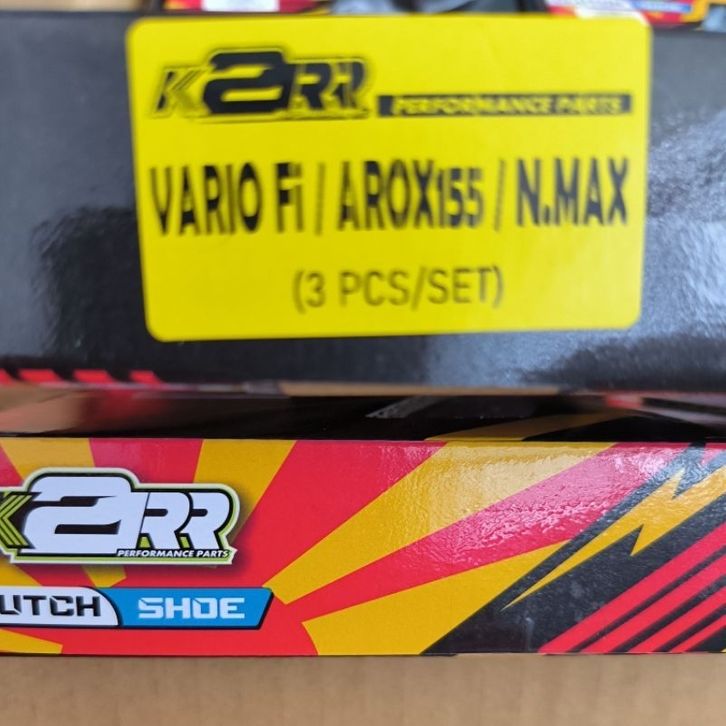 K2RR PERFORMANCE PARTS
VARIO Fi / AROX155 / N.MAX
(3 PCS/SET)
K2RR
PERFORMANCE PARTS
UTCH SHOE